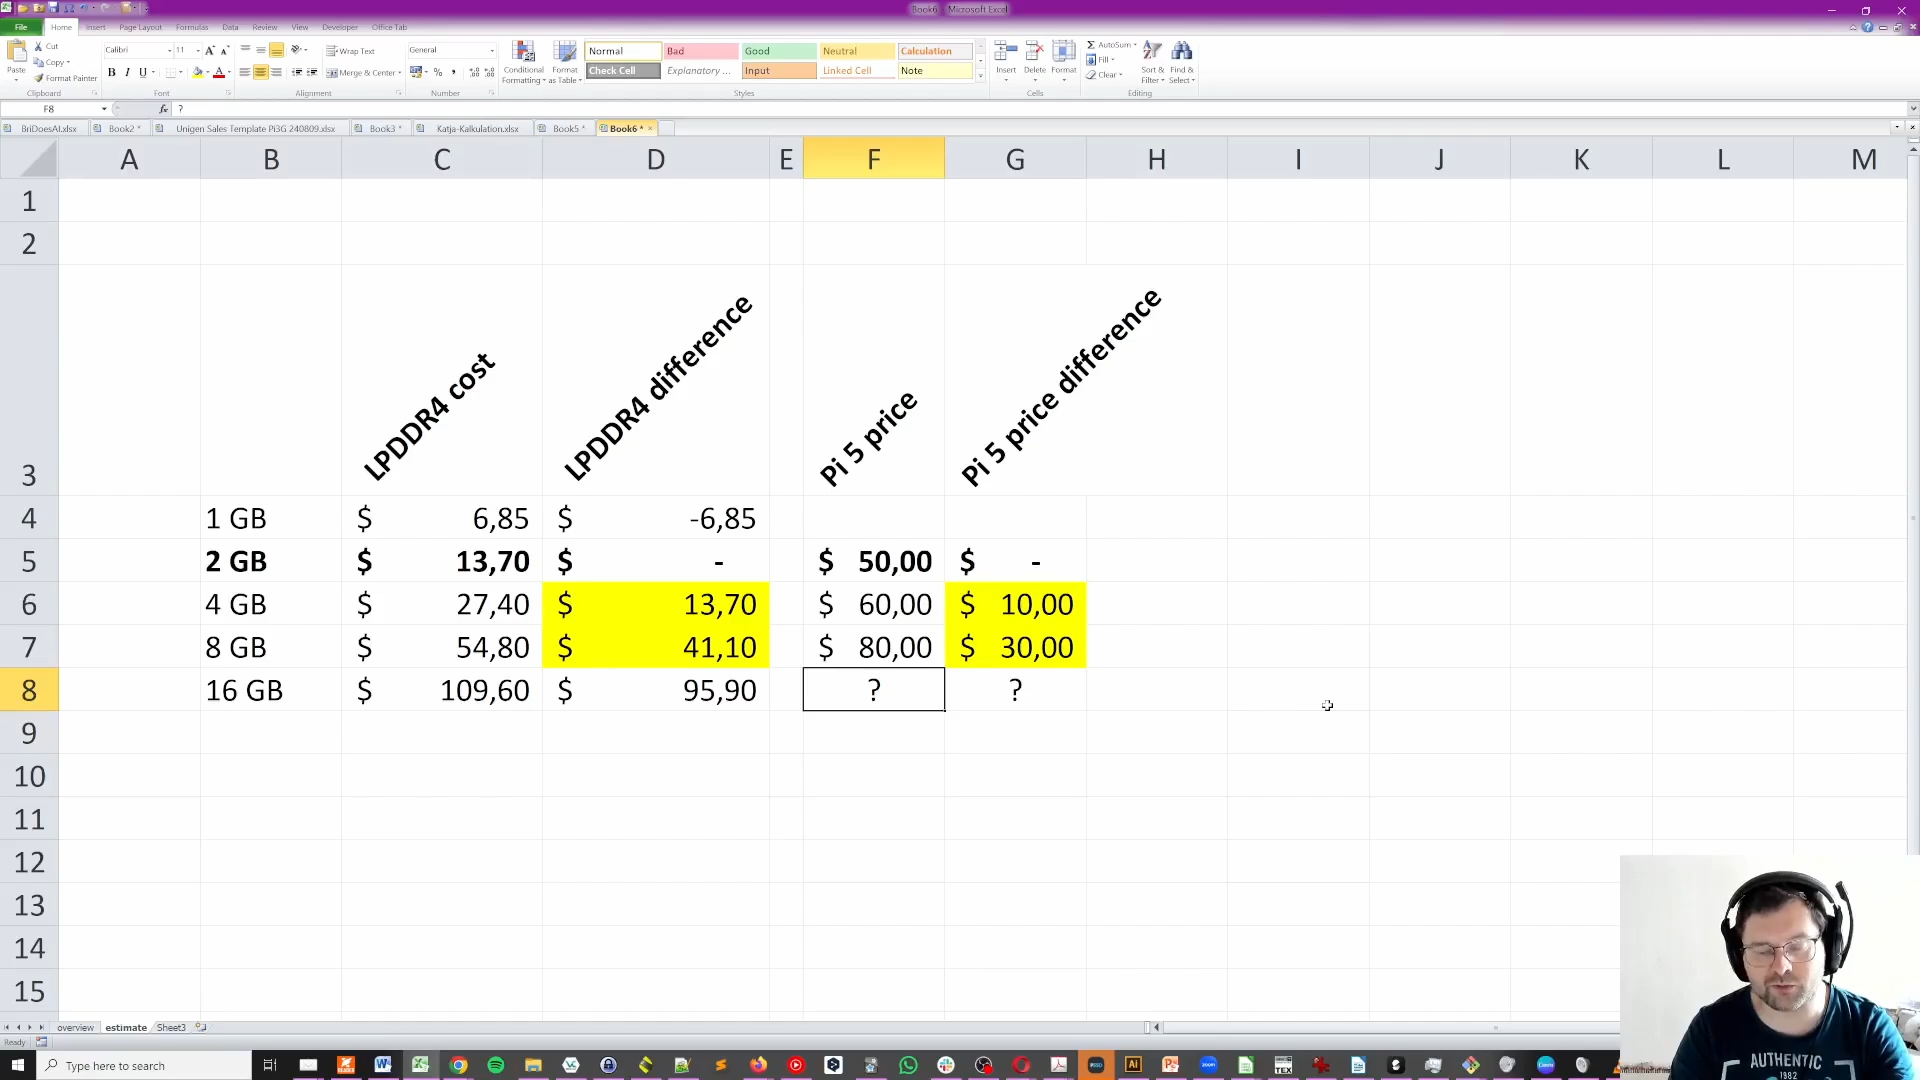 Book6 - Microsoft Excel
File Home Insert Page Layout Formulas Data Review View Developer Office Tab
Paste
Cut
Copy
Format Painter
Clipboard
Calibri 11
B I U
Font
Wrap Text
Merge & Center
Alignment
General
%
Number
Conditional Formatting
Format as Table
Normal Bad Good Neutral Calculation
Check Cell Explanatory ... Input Linked Cell Note
Styles
Insert Delete Format
Cells
AutoSum
Fill
Clear
Sort & Filter
Find & Select
Editing
F8 fx ?
BriDoesAI.xlsx Book2 * Unigen Sales Template Pi3G 240809.xlsx Book3 * Katja-Kalkulation.xlsx Book5 * Book6 *
A B C D E F G H I J K L M
1
2
3 LPDDR4 cost LPDDR4 difference Pi 5 price Pi 5 price difference
4 1 GB $ 6,85 $ -6,85
5 2 GB $ 13,70 $ - $ 50,00 $ -
6 4 GB $ 27,40 $ 13,70 $ 60,00 $ 10,00
7 8 GB $ 54,80 $ 41,10 $ 80,00 $ 30,00
8 16 GB $ 109,60 $ 95,90 ? ?
9
10
11
12
13
14
15
AUTHENTIC
1982
overview estimate Sheet3
Ready
Type here to search